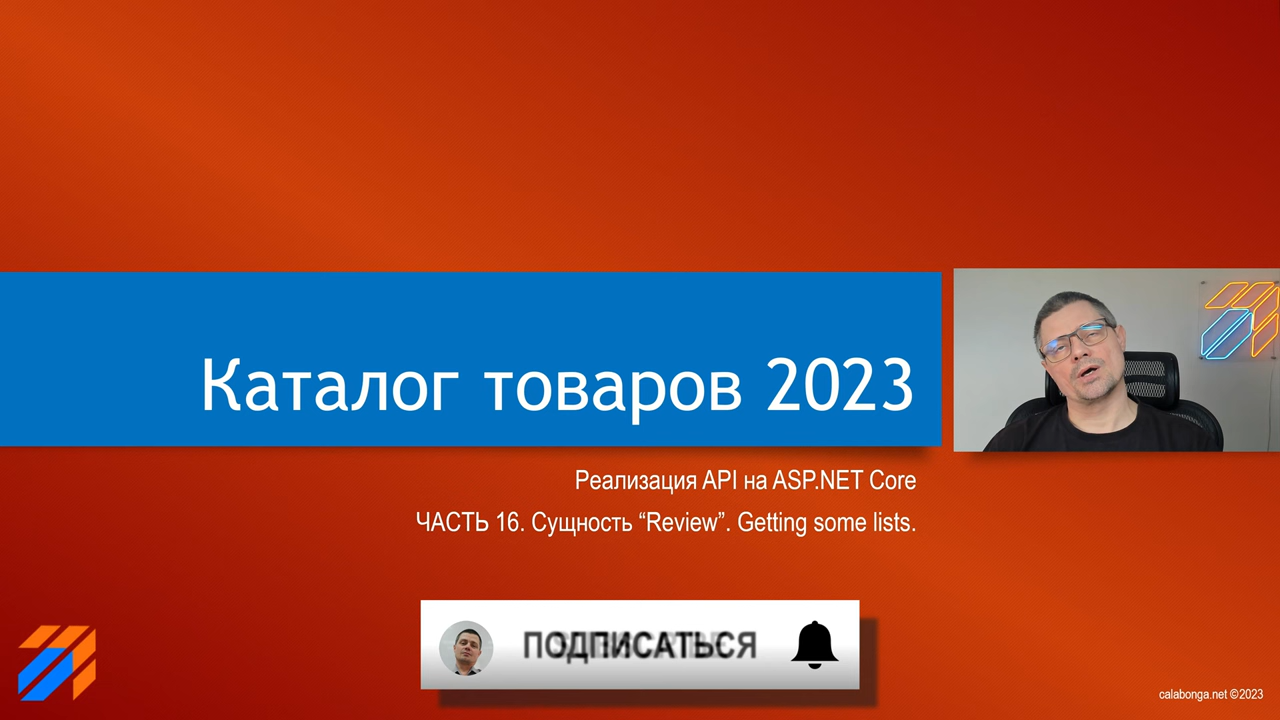 Каталог товаров 2023
Реализация API на ASP.NET Core
ЧАСТЬ 16. Сущность “Review”. Getting some lists.
ПОДПИСАТЬСЯ
calabonga.net ©2023